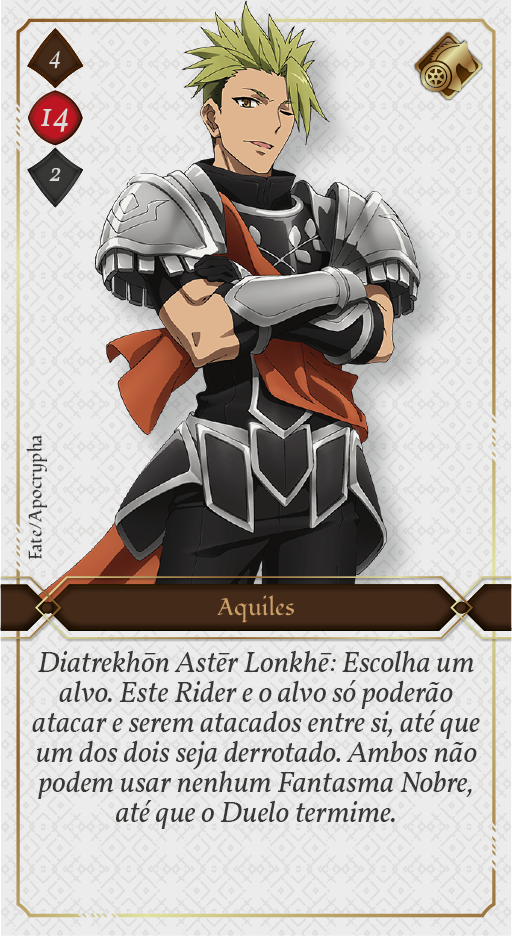 4
14
2
Fate/Apocrypha
Aquiles
Diatrekhōn Astēr Lonkhē: Escolha um
alvo. Este Rider e o alvo só poderão
atacar e serem atacados entre si, até que
um dos dois seja derrotado. Ambos não
podem usar nenhum Fantasma Nobre,
até que o Duelo termime.